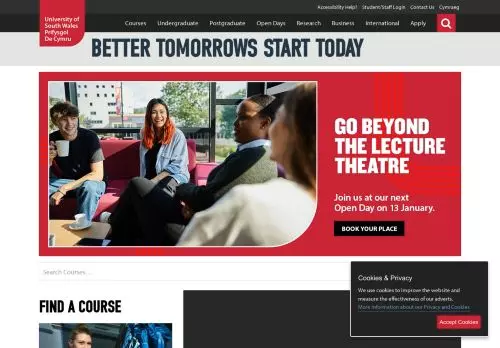 Accessibility Help? Student/Staff Login Contact Us Cymraeg
University of
South Wales
Prifysgol
De Cymru
Courses Undergraduate Postgraduate Open Days Research Business International Apply
BETTER TOMORROWS START TODAY
GO BEYOND
THE LECTURE
THEATRE
Join us at our next
Open Day on 13 January.
BOOK YOUR PLACE
Search Courses...
FIND A COURSE
Cookies & Privacy
We use cookies to improve the website and
measure the effectiveness of our adverts.
More information about our Privacy and Cookies
Accept Cookies